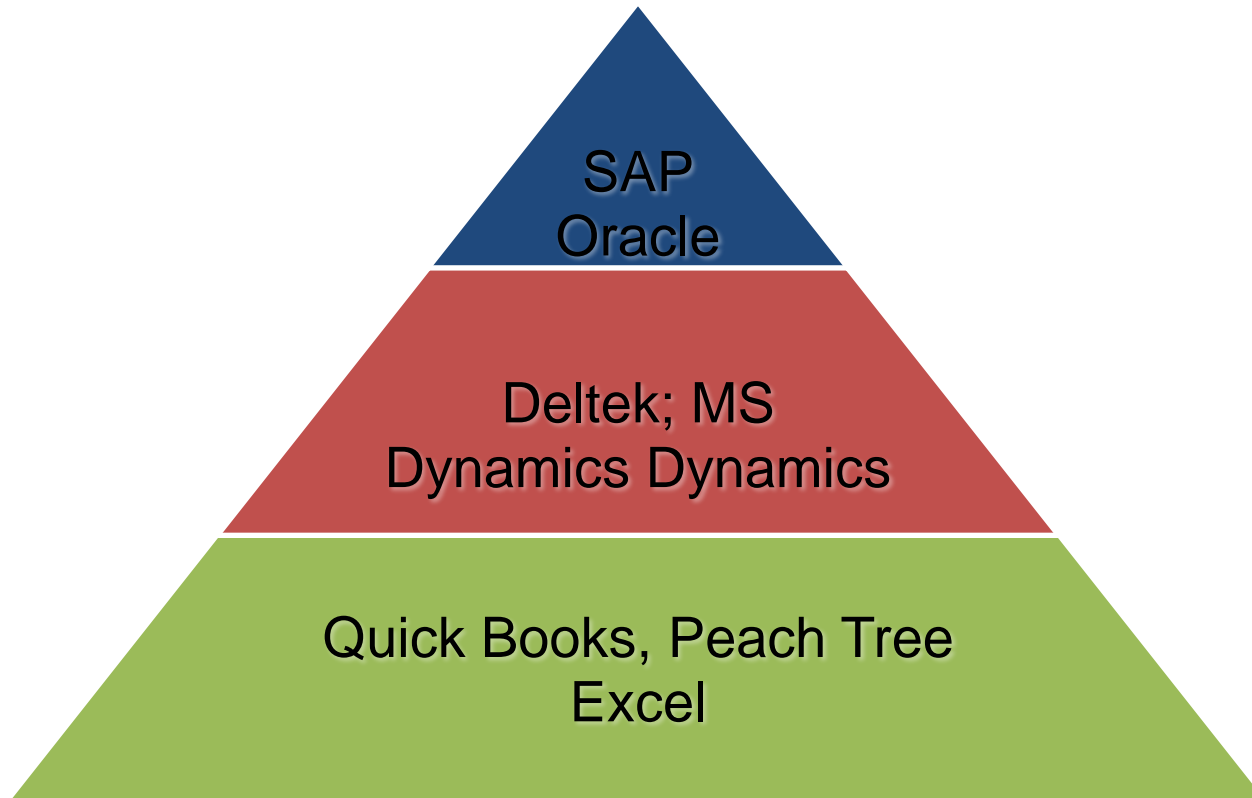 SAP
Oracle
Deltek; MS
Dynamics Dynamics
Quick Books, Peach Tree
Excel